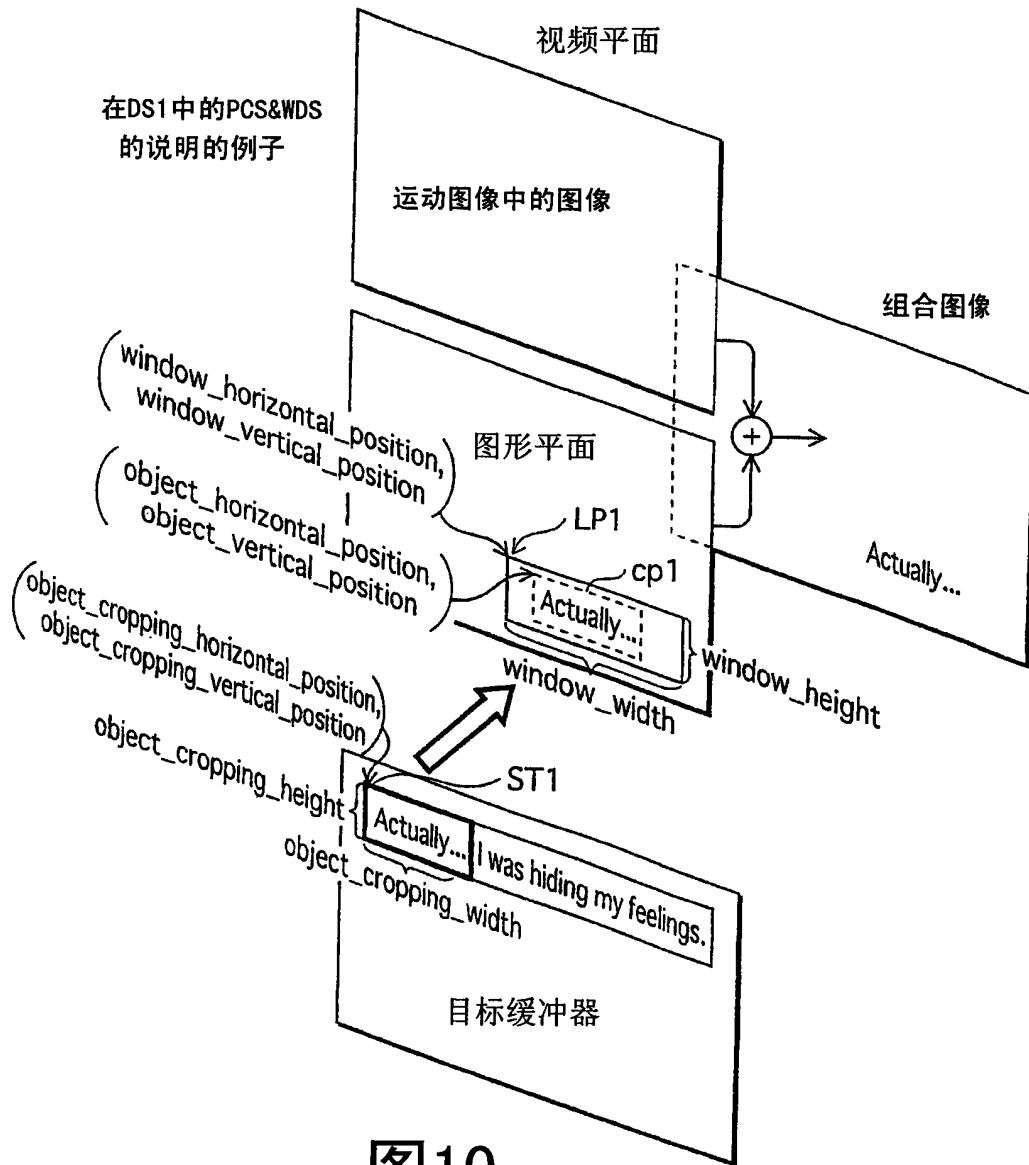 视频平面
在DS1中的PCS&WDS
的说明的例子
运动图像中的图像
组合图像
window_horizontal_position,
window_vertical_position
图形平面
object_horizontal_position,
object_vertical_position
LP1
cp1
Actually...
Actually...
window_height
window_width
object_cropping_horizontal_position,
object_cropping_vertical_position
object_cropping_height
ST1
Actually... I was hiding my feelings.
object_cropping_width
目标缓冲器
图10